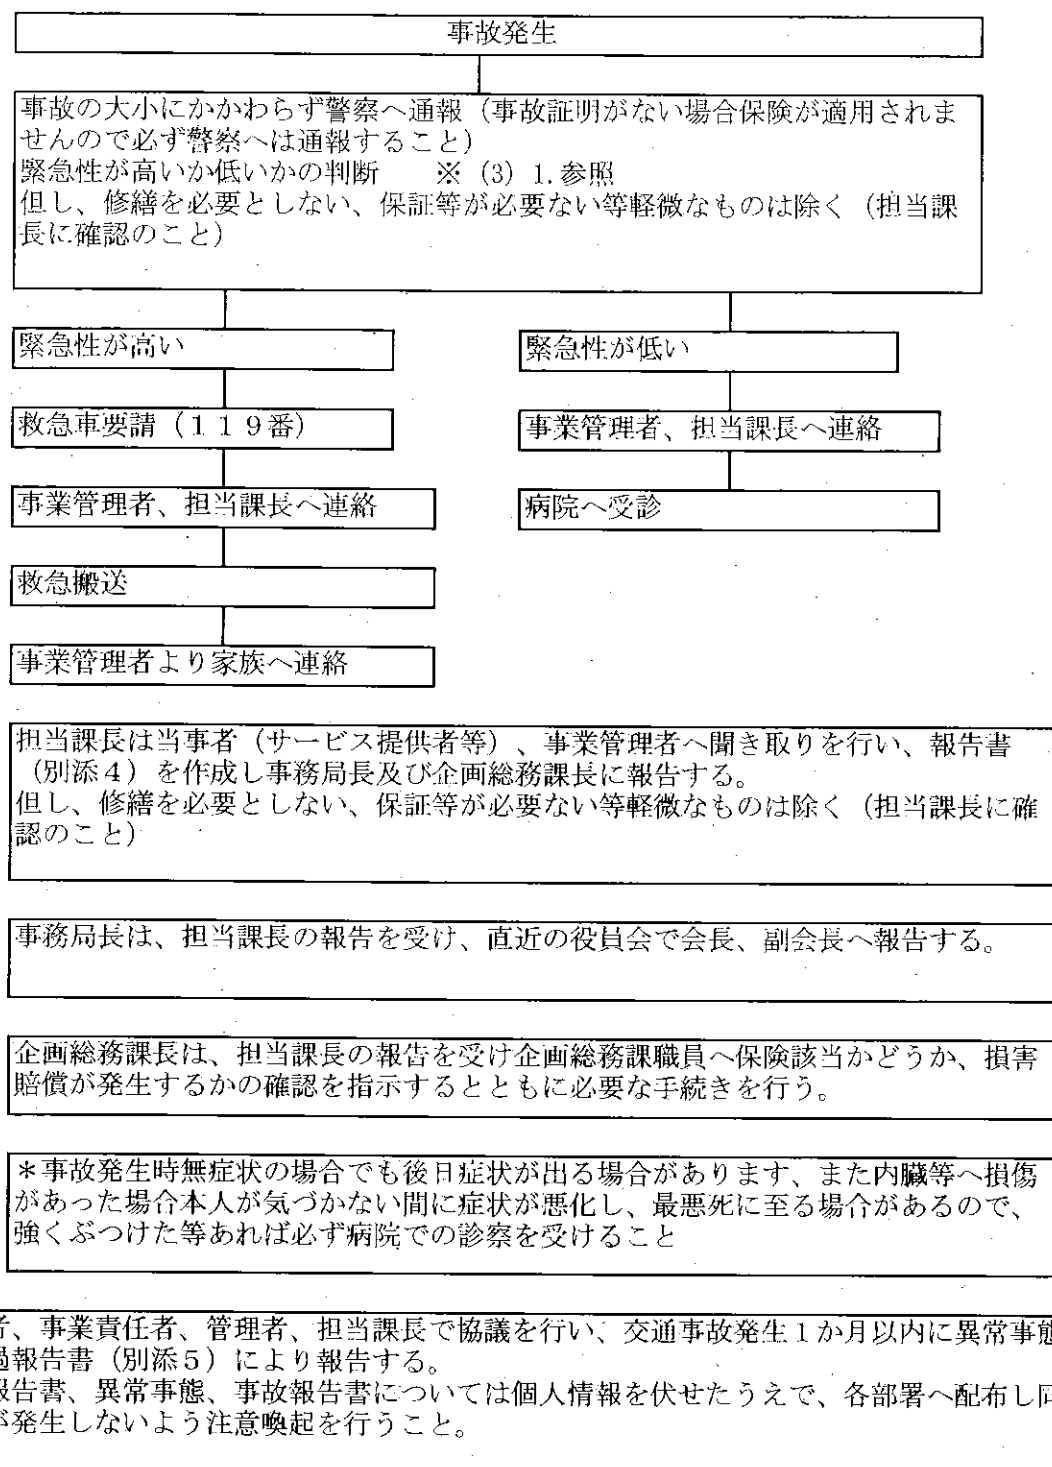 事故発生
事故の大小にかかわらず警察へ通報（事故証明がない場合保険が適用されま
せんので必ず警察へは通報すること）
緊急性が高いか低いかの判断　　※（3）1.参照
但し、修繕を必要としない、保証等が必要ない等軽微なものは除く（担当課
長に確認のこと）
緊急性が高い
救急車要請（１１９番）
事業管理者、担当課長へ連絡
救急搬送
事業管理者より家族へ連絡
緊急性が低い
事業管理者、担当課長へ連絡
病院へ受診
担当課長は当事者（サービス提供者等）、事業管理者へ聞き取りを行い、報告書
（別添４）を作成し事務局長及び企画総務課長に報告する。
但し、修繕を必要としない、保証等が必要ない等軽微なものは除く（担当課長に確
認のこと）
事務局長は、担当課長の報告を受け、直近の役員会で会長、副会長へ報告する。
企画総務課長は、担当課長の報告を受け企画総務課職員へ保険該当かどうか、損害
賠償が発生するかの確認を指示するとともに必要な手続きを行う。
＊事故発生時無症状の場合でも後日症状が出る場合があります、また内臓等へ損傷
があった場合本人が気づかない間に症状が悪化し、最悪死に至る場合があるので、
強くぶつけた等あれば必ず病院での診察を受けること
、事業責任者、管理者、担当課長で協議を行い、交通事故発生１か月以内に異常事態
過報告書（別添５）により報告する。
報告書、異常事態、事故報告書については個人情報を伏せたうえで、各部署へ配布し同
が発生しないよう注意喚起を行うこと。